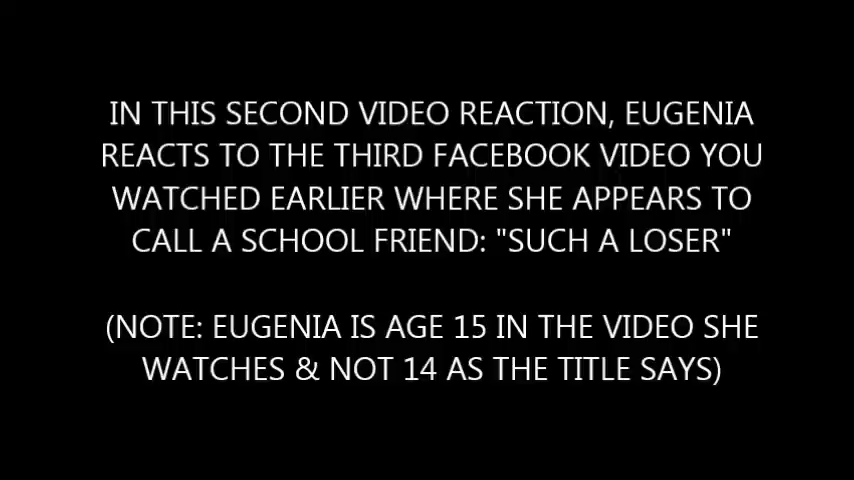 IN THIS SECOND VIDEO REACTION, EUGENIA
REACTS TO THE THIRD FACEBOOK VIDEO YOU
WATCHED EARLIER WHERE SHE APPEARS TO
CALL A SCHOOL FRIEND: "SUCH A LOSER"
(NOTE: EUGENIA IS AGE 15 IN THE VIDEO SHE
WATCHES & NOT 14 AS THE TITLE SAYS)